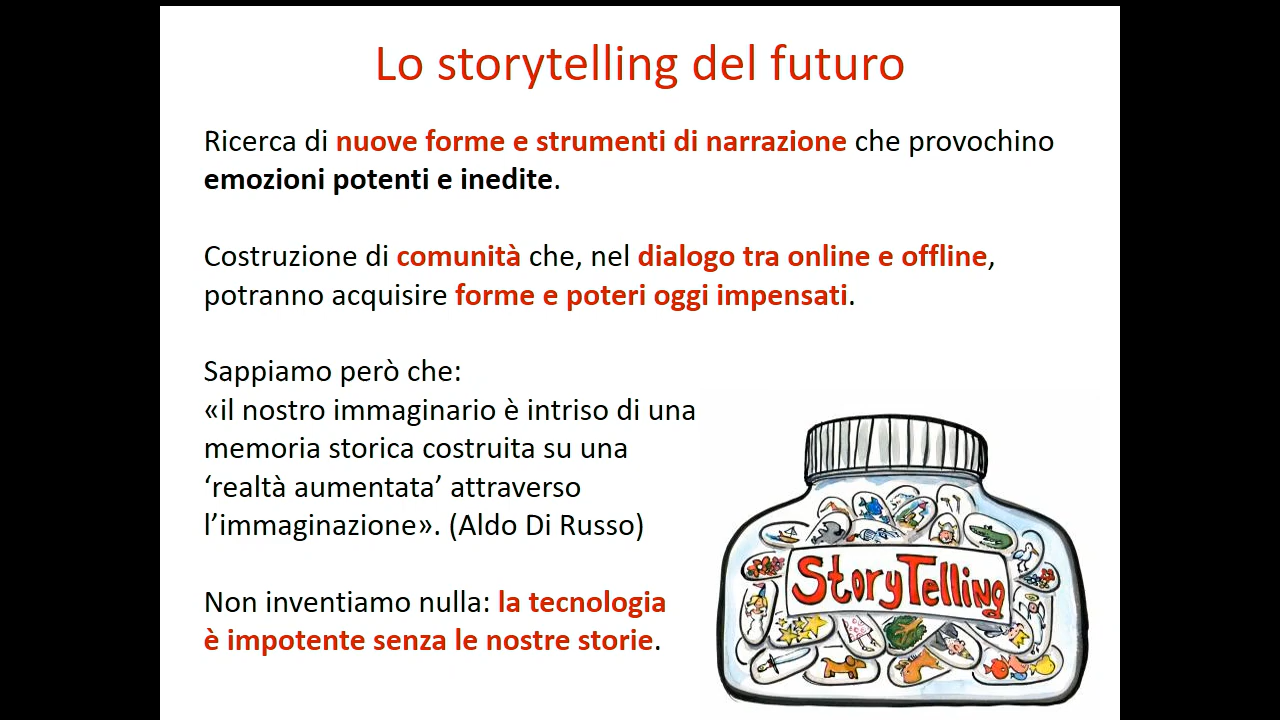 Lo storytelling del futuro
Ricerca di nuove forme e strumenti di narrazione che provochino
emozioni potenti e inedite.
Costruzione di comunità che, nel dialogo tra online e offline,
potranno acquisire forme e poteri oggi impensati.
Sappiamo però che:
«il nostro immaginario è intriso di una
memoria storica costruita su una
‘realtà aumentata’ attraverso
l’immaginazione». (Aldo Di Russo)
Non inventiamo nulla: la tecnologia
è impotente senza le nostre storie.
StoryTelling